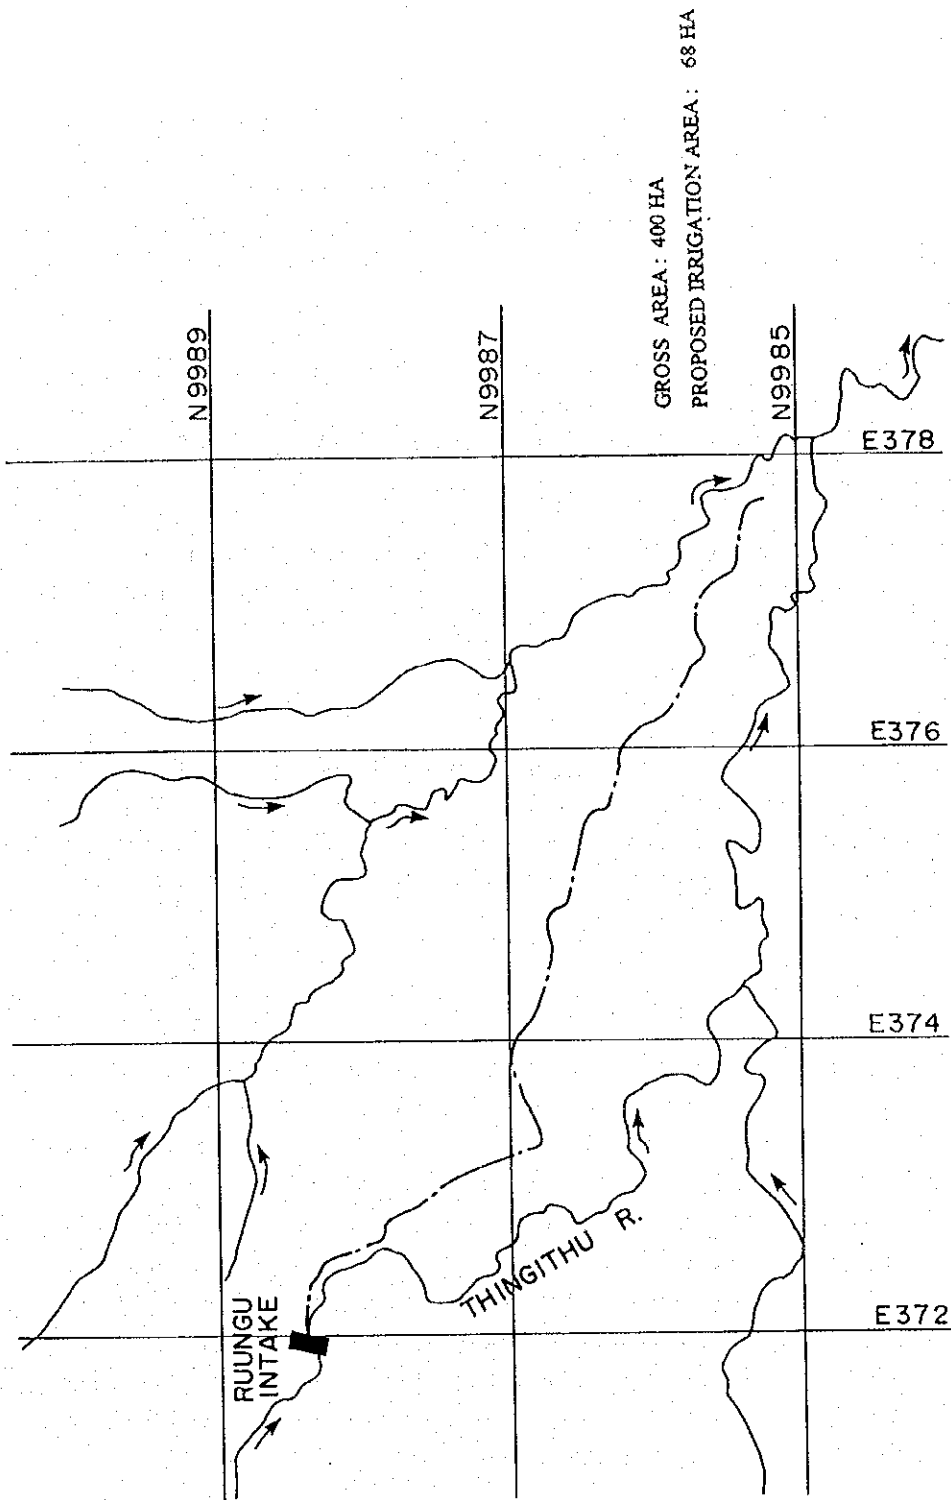 N9989
N9987
N9985
GROSS AREA : 400 HA
PROPOSED IRRIGATION AREA : 68 HA
E378
E376
E374
E372
RUUNGU
INTAKE
THINGITHU R.